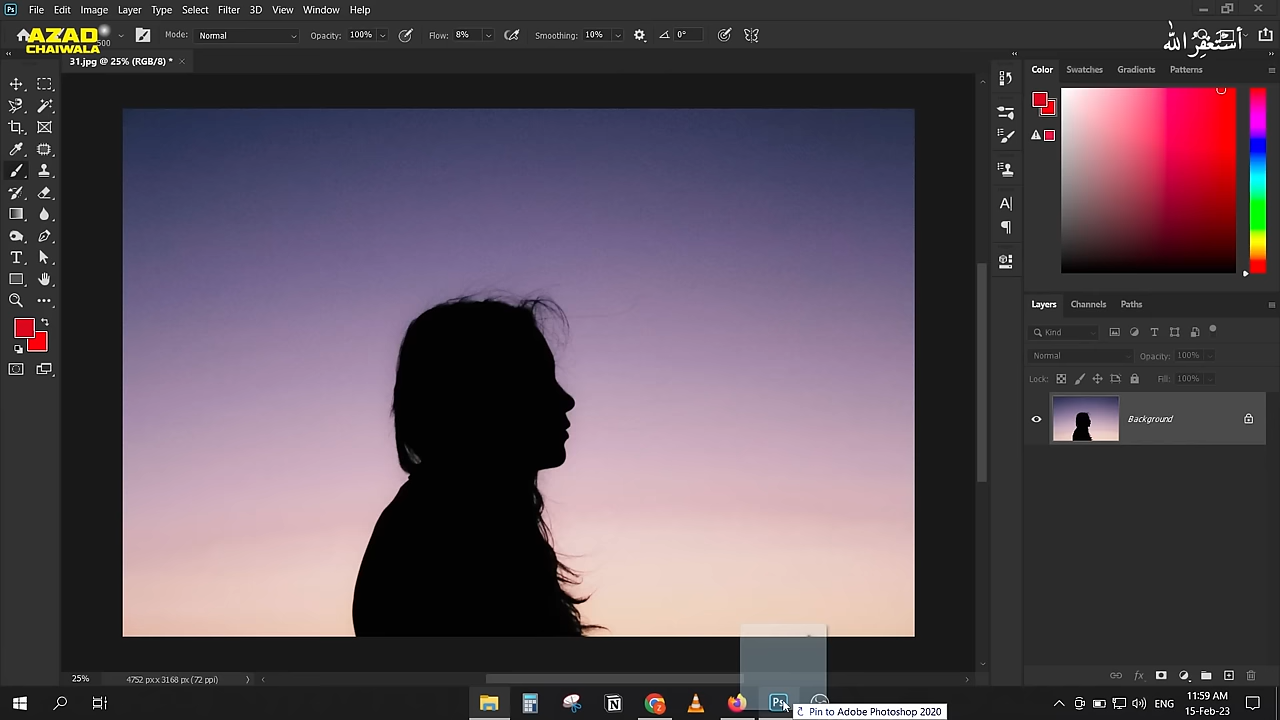 Ps File Edit Image Layer Type Select Filter 3D View Window Help
AZAD
CHAIWALA
500 Mode: Normal Opacity: 100% Flow: 8% Smoothing: 10% 0°
أستغفر الله
31.jpg @ 25% (RGB/8) *
Color Swatches Gradients Patterns
Layers Channels Paths
Kind
Normal Opacity: 100%
Lock: Fill: 100%
Background
25% 4752 px x 3168 px (72 ppi)
Ps
Pin to Adobe Photoshop 2020
ENG
11:59 AM
15-Feb-23